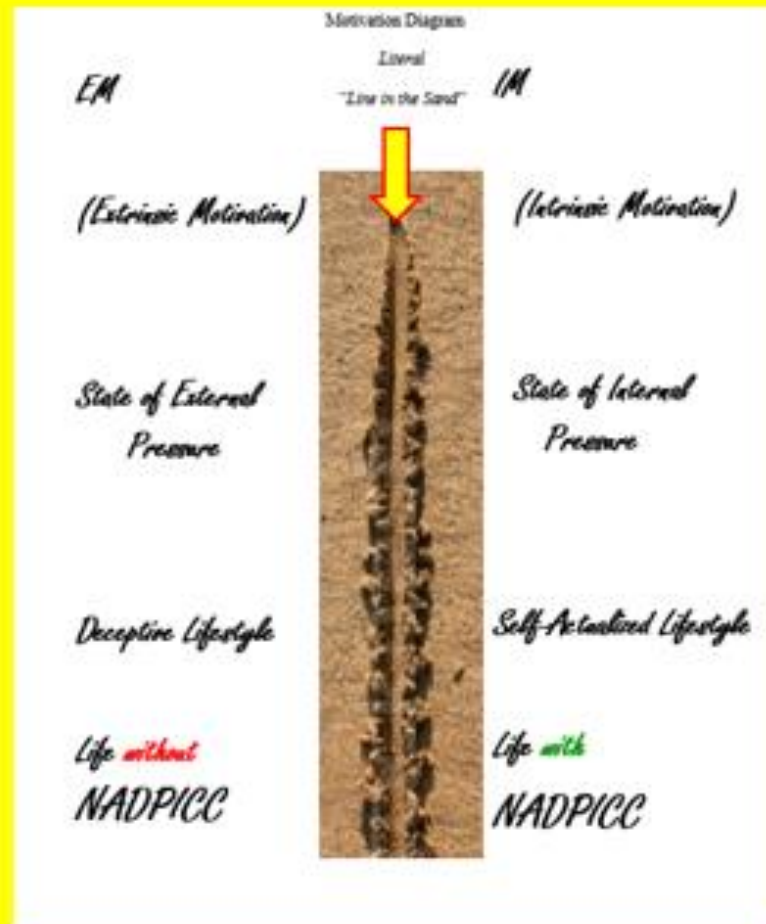 Motivation Diagram
Literal
"Line in the Sand"
EM
IM
(Extrinsic Motivation)
(Intrinsic Motivation)
State of External
Pressure
State of Internal
Pressure
Deceptive Lifestyle
Self-Actualized Lifestyle
Life without
NADPICC
Life with
NADPICC